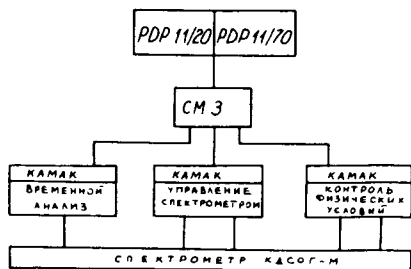 PDP 11/20 PDP 11/70
СМ 3
КАМАК
ВРЕМЕННОЙ
АНАЛИЗ
КАМАК
УПРАВЛЕНИЕ
СПЕКТРОМЕТРОМ
КАМАК
КОНТРОЛЬ
ФИЗИЧЕСКИХ
УСЛОВИЙ
СПЕКТРОМЕТР КДСОГ-М